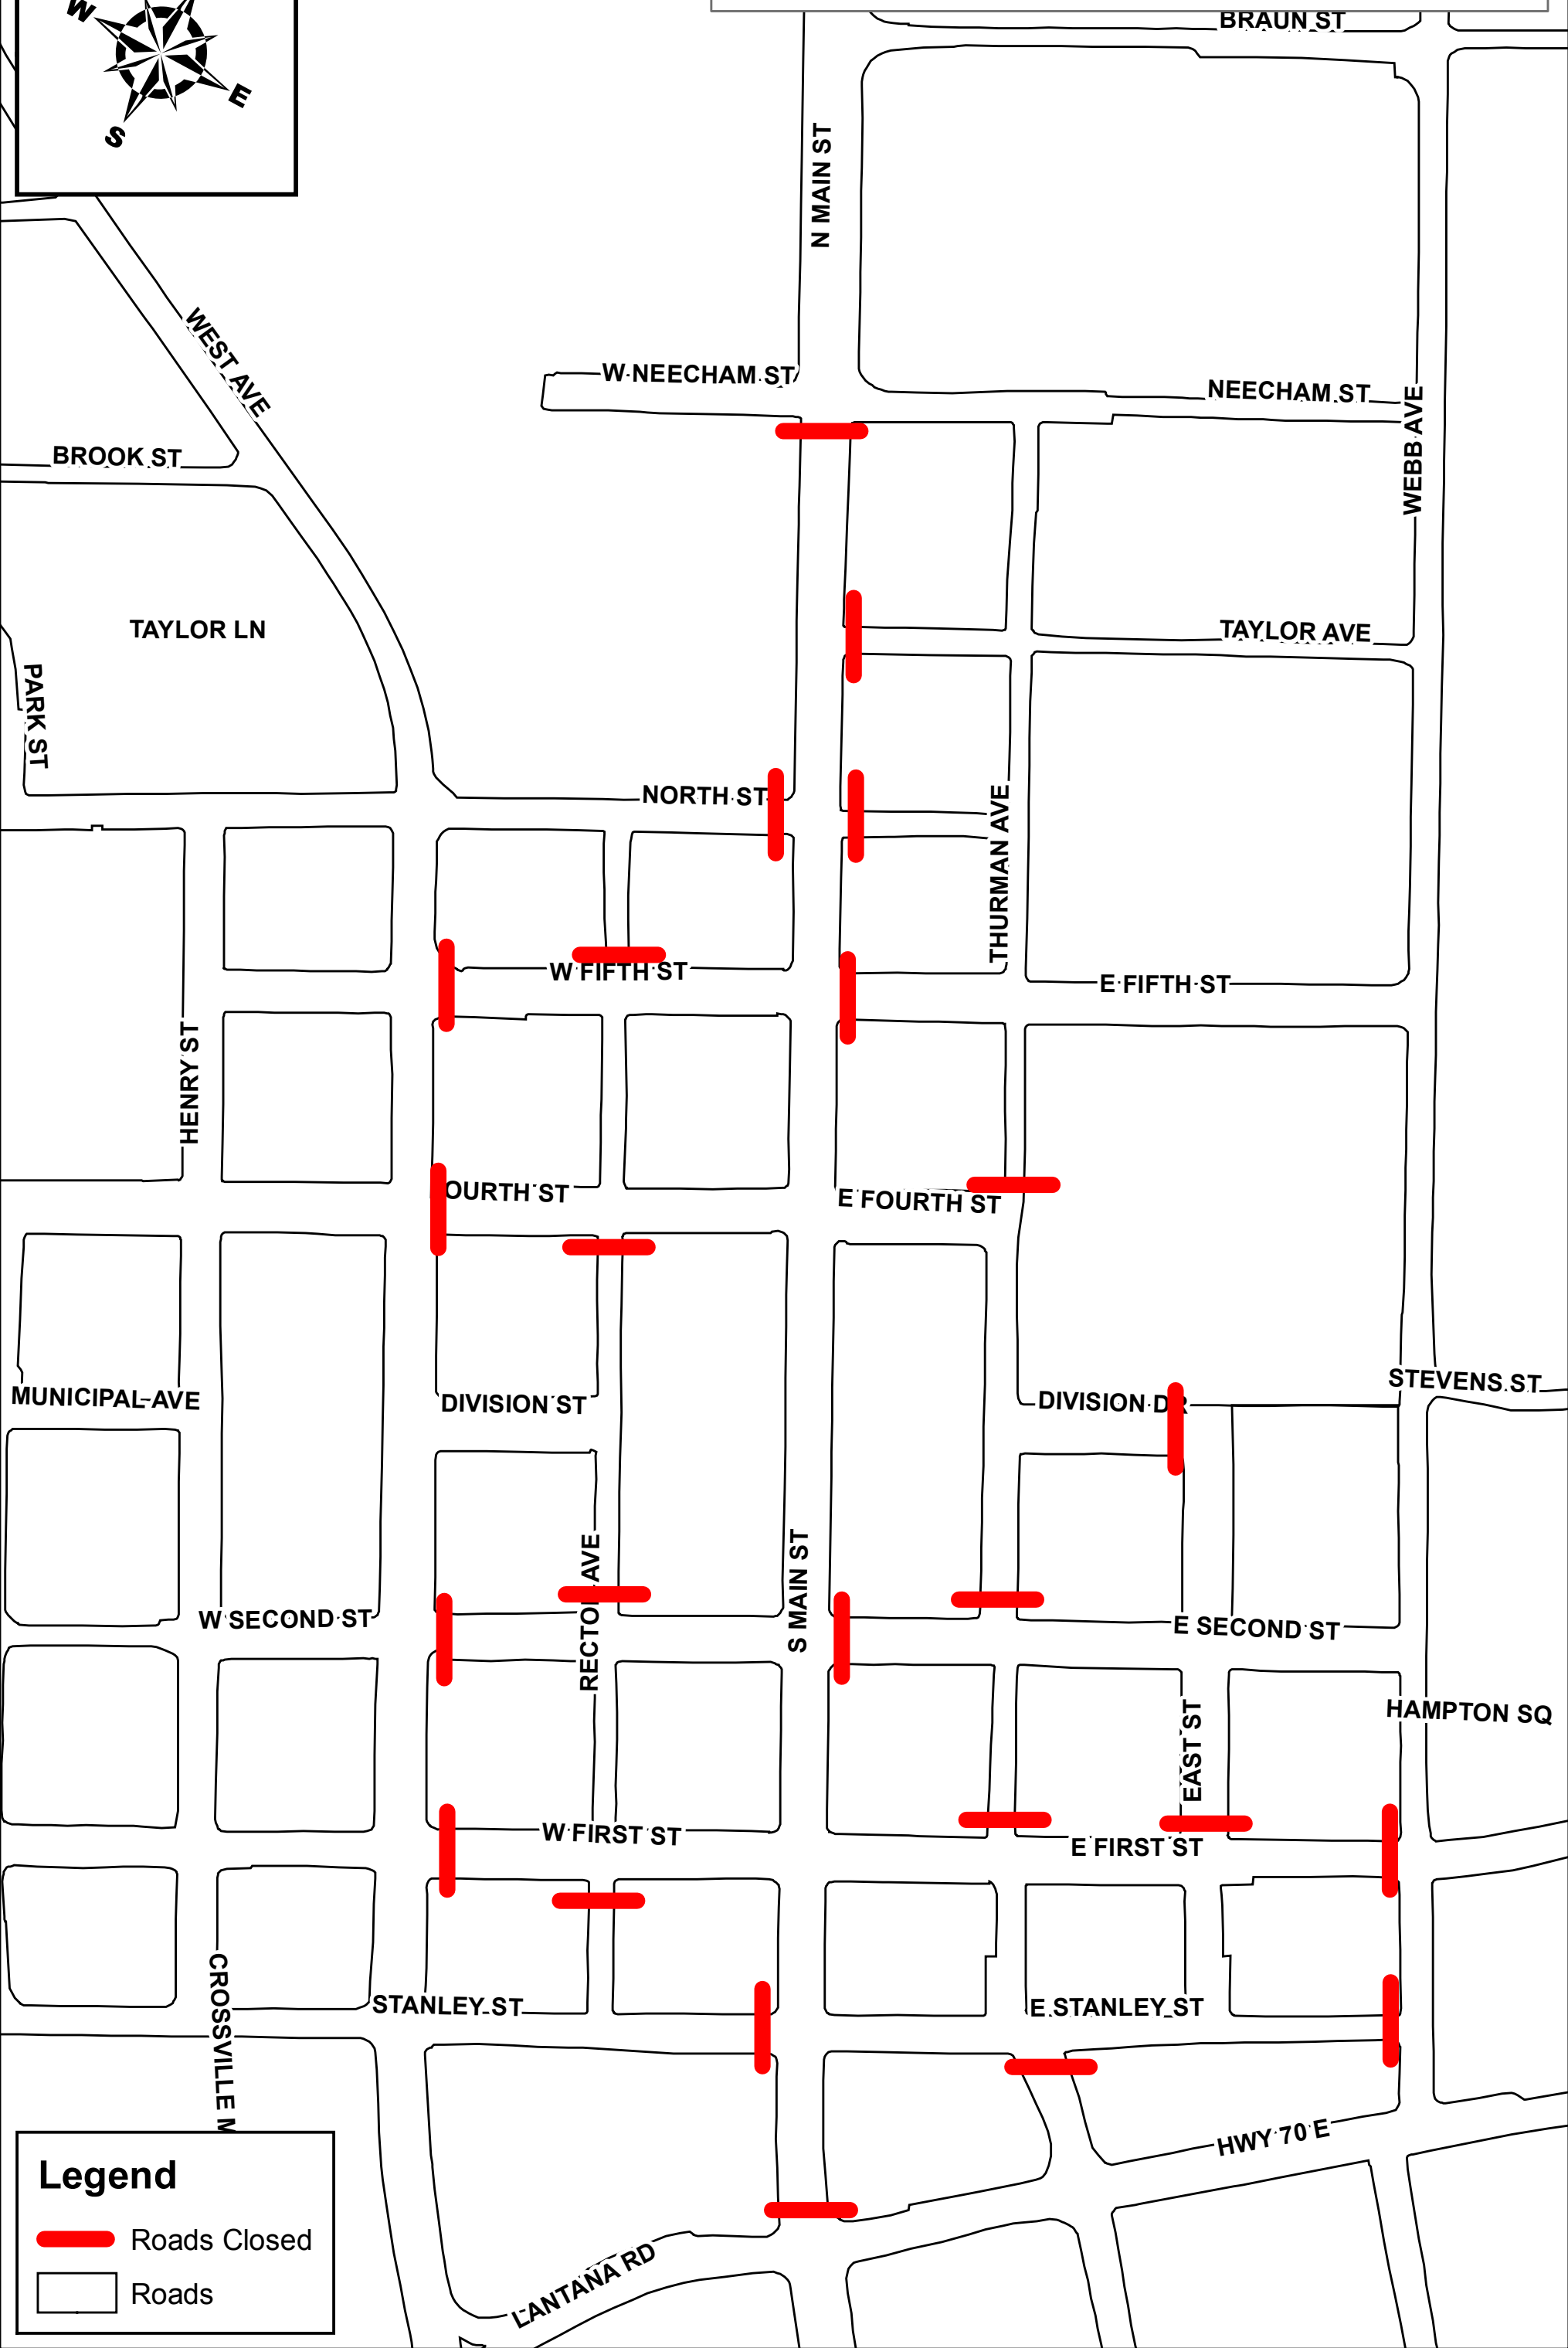 BRAUN ST
W
E
S
N MAIN ST
WEST AVE
W NEECHAM ST
NEECHAM ST
WEBB AVE
BROOK ST
TAYLOR LN
TAYLOR AVE
PARK ST
NORTH ST
THURMAN AVE
W FIFTH ST
E FIFTH ST
HENRY ST
OURTH ST
E FOURTH ST
MUNICIPAL AVE
DIVISION ST
DIVISION DR
STEVENS ST
RECTOR AVE
S MAIN ST
W SECOND ST
E SECOND ST
HAMPTON SQ
EAST ST
W FIRST ST
E FIRST ST
CROSSVILLE M
STANLEY ST
E STANLEY ST
HWY 70 E
LANTANA RD
Legend
Roads Closed
Roads